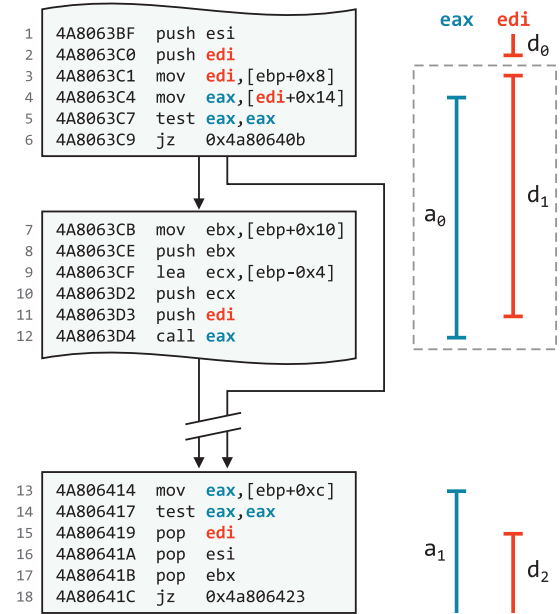 eax edi
1 4A8063BF push esi
d0
2 4A8063C0 push edi
3 4A8063C1 mov edi,[ebp+0x8]
4 4A8063C4 mov eax,[edi+0x14]
5 4A8063C7 test eax,eax
6 4A8063C9 jz 0x4a80640b
a0 d1
7 4A8063CB mov ebx,[ebp+0x10]
8 4A8063CE push ebx
9 4A8063CF lea ecx,[ebp-0x4]
10 4A8063D2 push ecx
11 4A8063D3 push edi
12 4A8063D4 call eax
13 4A806414 mov eax,[ebp+0xc]
14 4A806417 test eax,eax
15 4A806419 pop edi
16 4A80641A pop esi
a1
17 4A80641B pop ebx
d2
18 4A80641C jz 0x4a806423